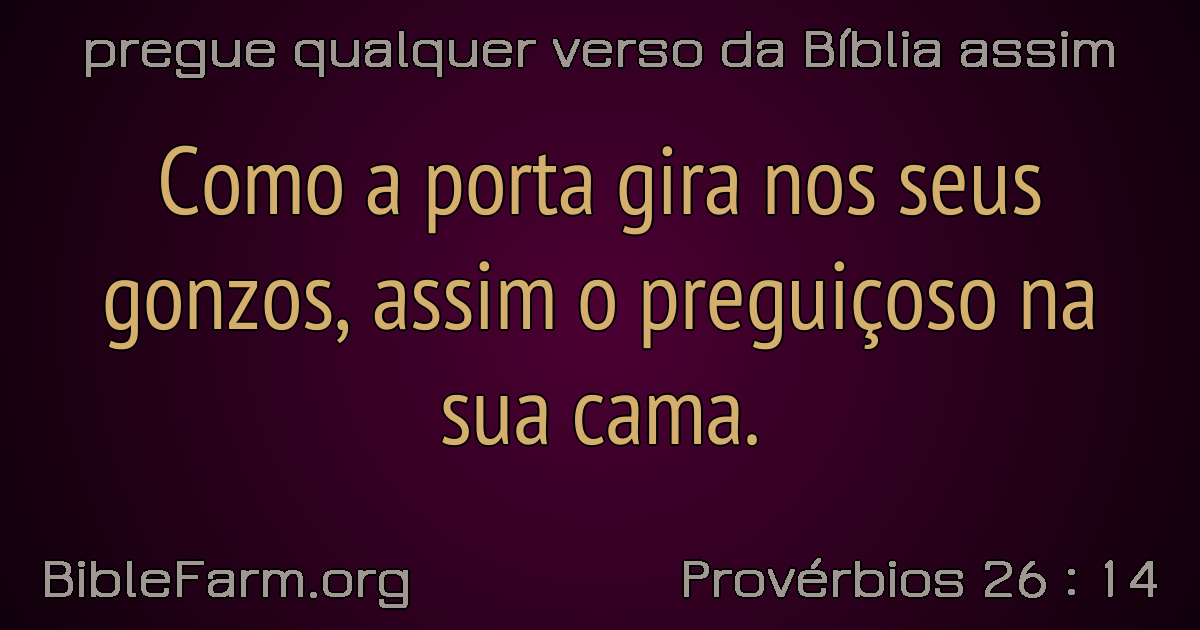 pregue qualquer verso da Bíblia assim
Como a porta gira nos seus
gonzos, assim o preguiçoso na
sua cama.
BibleFarm.org
Provérbios 26 : 14